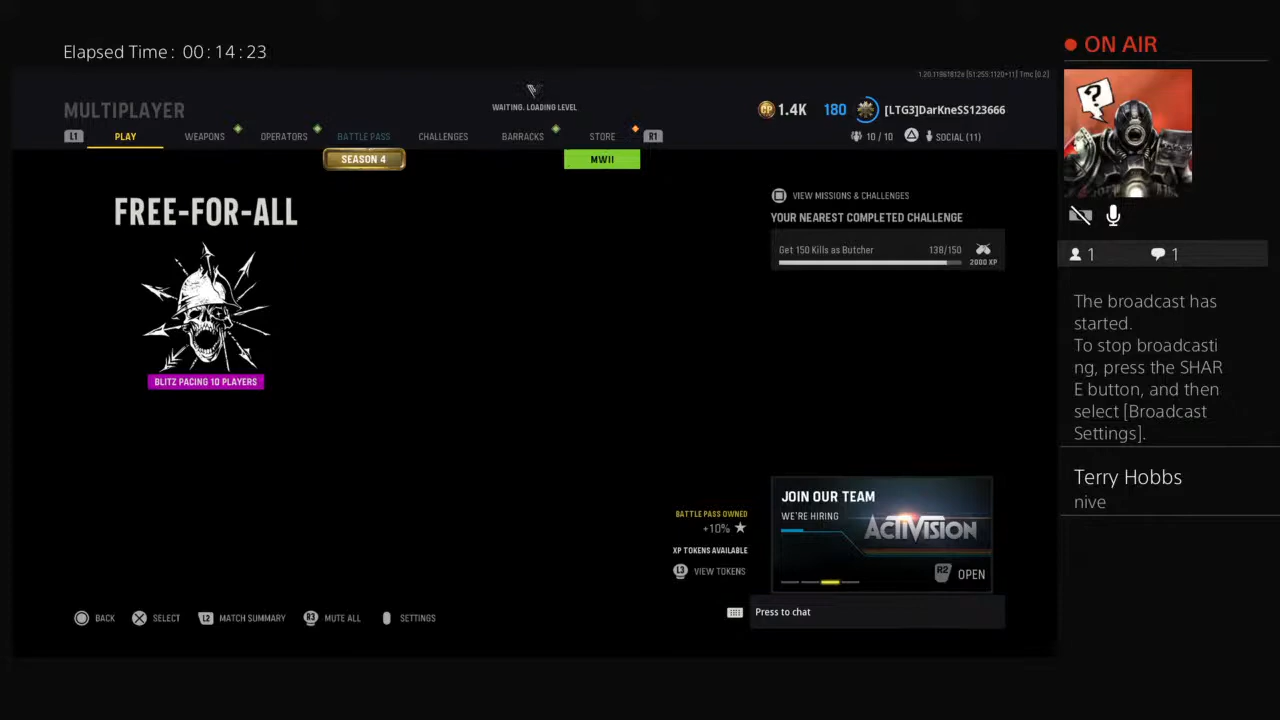 Elapsed Time: 00:14:23
ON AIR
MULTIPLAYER
WAITING. LOADING LEVEL
1.4K
180
[LTG3]DarKneSS123666
L1
PLAY
WEAPONS
OPERATORS
BATTLE PASS
CHALLENGES
BARRACKS
STORE
R1
10 / 10
SOCIAL (11)
SEASON 4
MWII
FREE-FOR-ALL
BLITZ PACING 10 PLAYERS
VIEW MISSIONS & CHALLENGES
YOUR NEAREST COMPLETED CHALLENGE
Get 150 Kills as Butcher
138/150
2000 XP
1
1
The broadcast has
started.
To stop broadcasti
ng, press the SHAR
E button, and then
select [Broadcast
Settings].
Terry Hobbs
nive
BATTLE PASS OWNED
+10%
XP TOKENS AVAILABLE
L3 VIEW TOKENS
JOIN OUR TEAM
WE'RE HIRING
ACTIVISION
R2 OPEN
Press to chat
BACK
SELECT
L2 MATCH SUMMARY
R3 MUTE ALL
SETTINGS